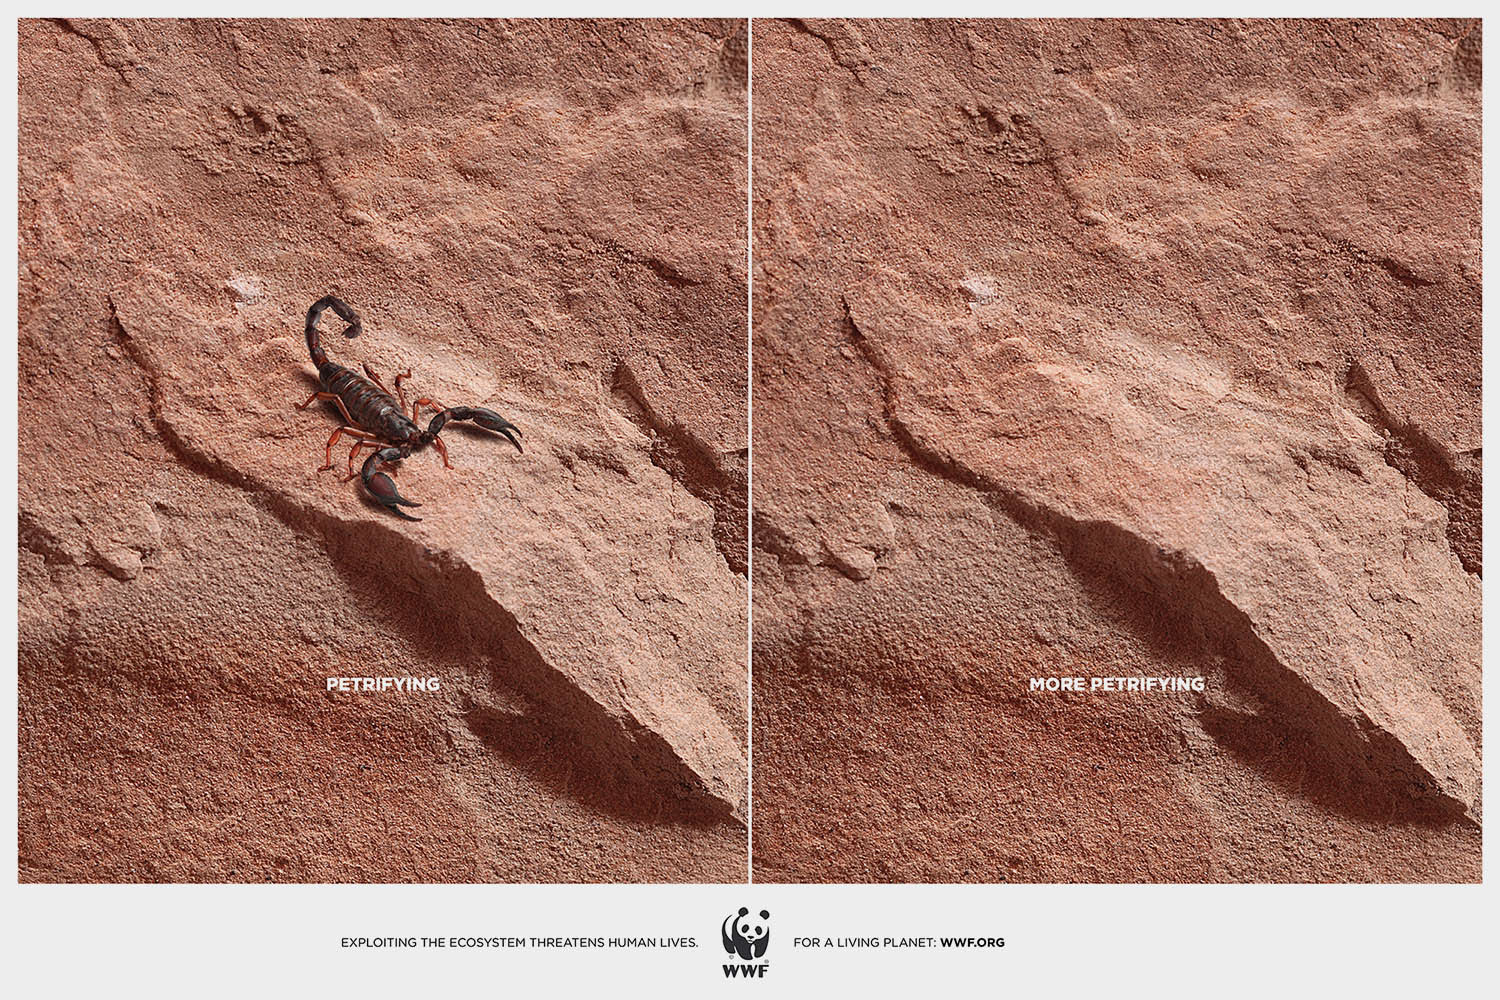 PETRIFYING
MORE PETRIFYING
EXPLOITING THE ECOSYSTEM THREATENS HUMAN LIVES.
WWF
FOR A LIVING PLANET: WWF.ORG